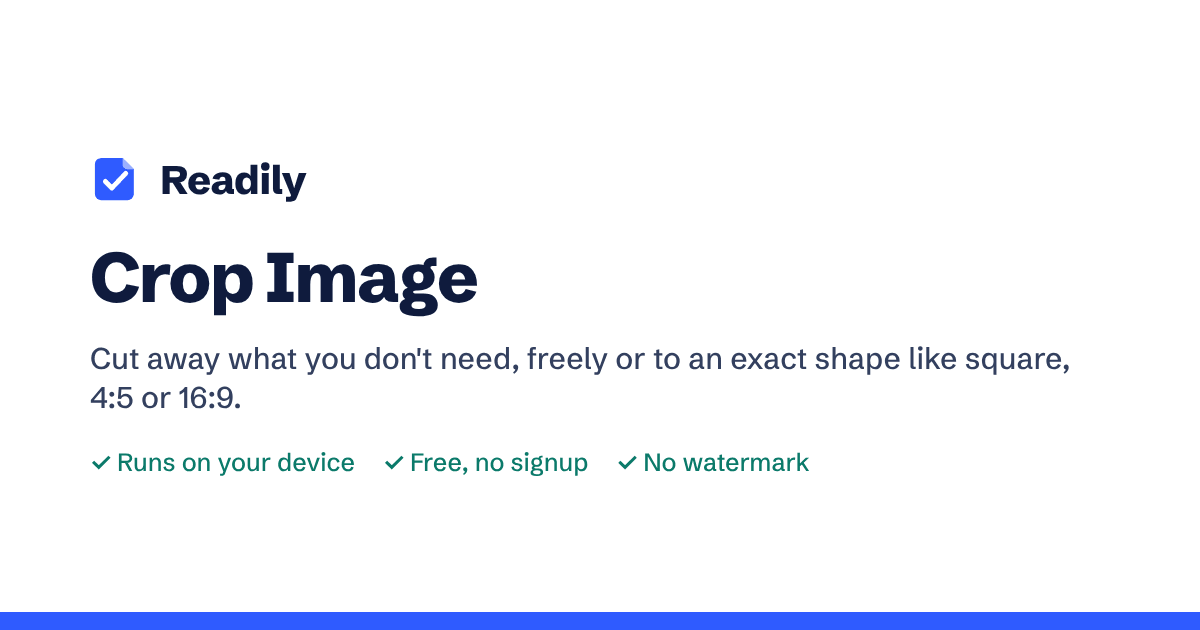 Readily
Crop Image
Cut away what you don't need, freely or to an exact shape like square,
4:5 or 16:9.
✓ Runs on your device ✓ Free, no signup ✓ No watermark